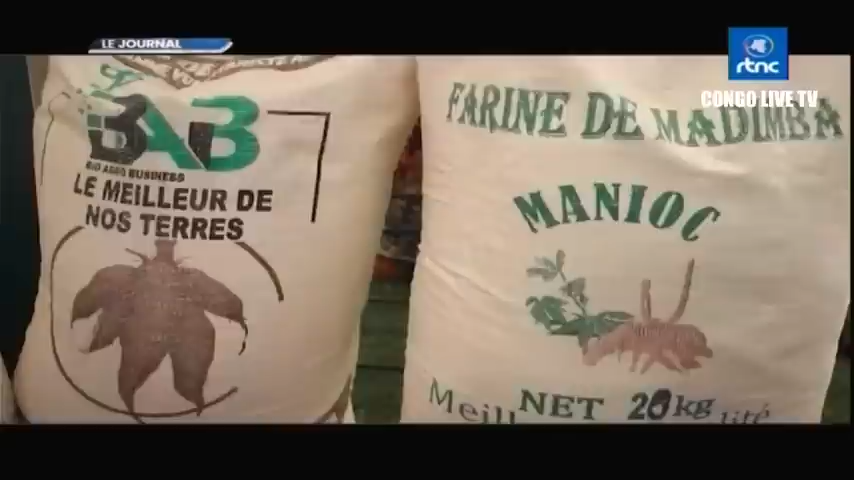 LE JOURNAL
rtnc
CONGO LIVE TV
BAB
BIO AGRO BUSINESS
LE MEILLEUR DE
NOS TERRES
FARINE DE MADIMBA
MANIOC
NET 20kg